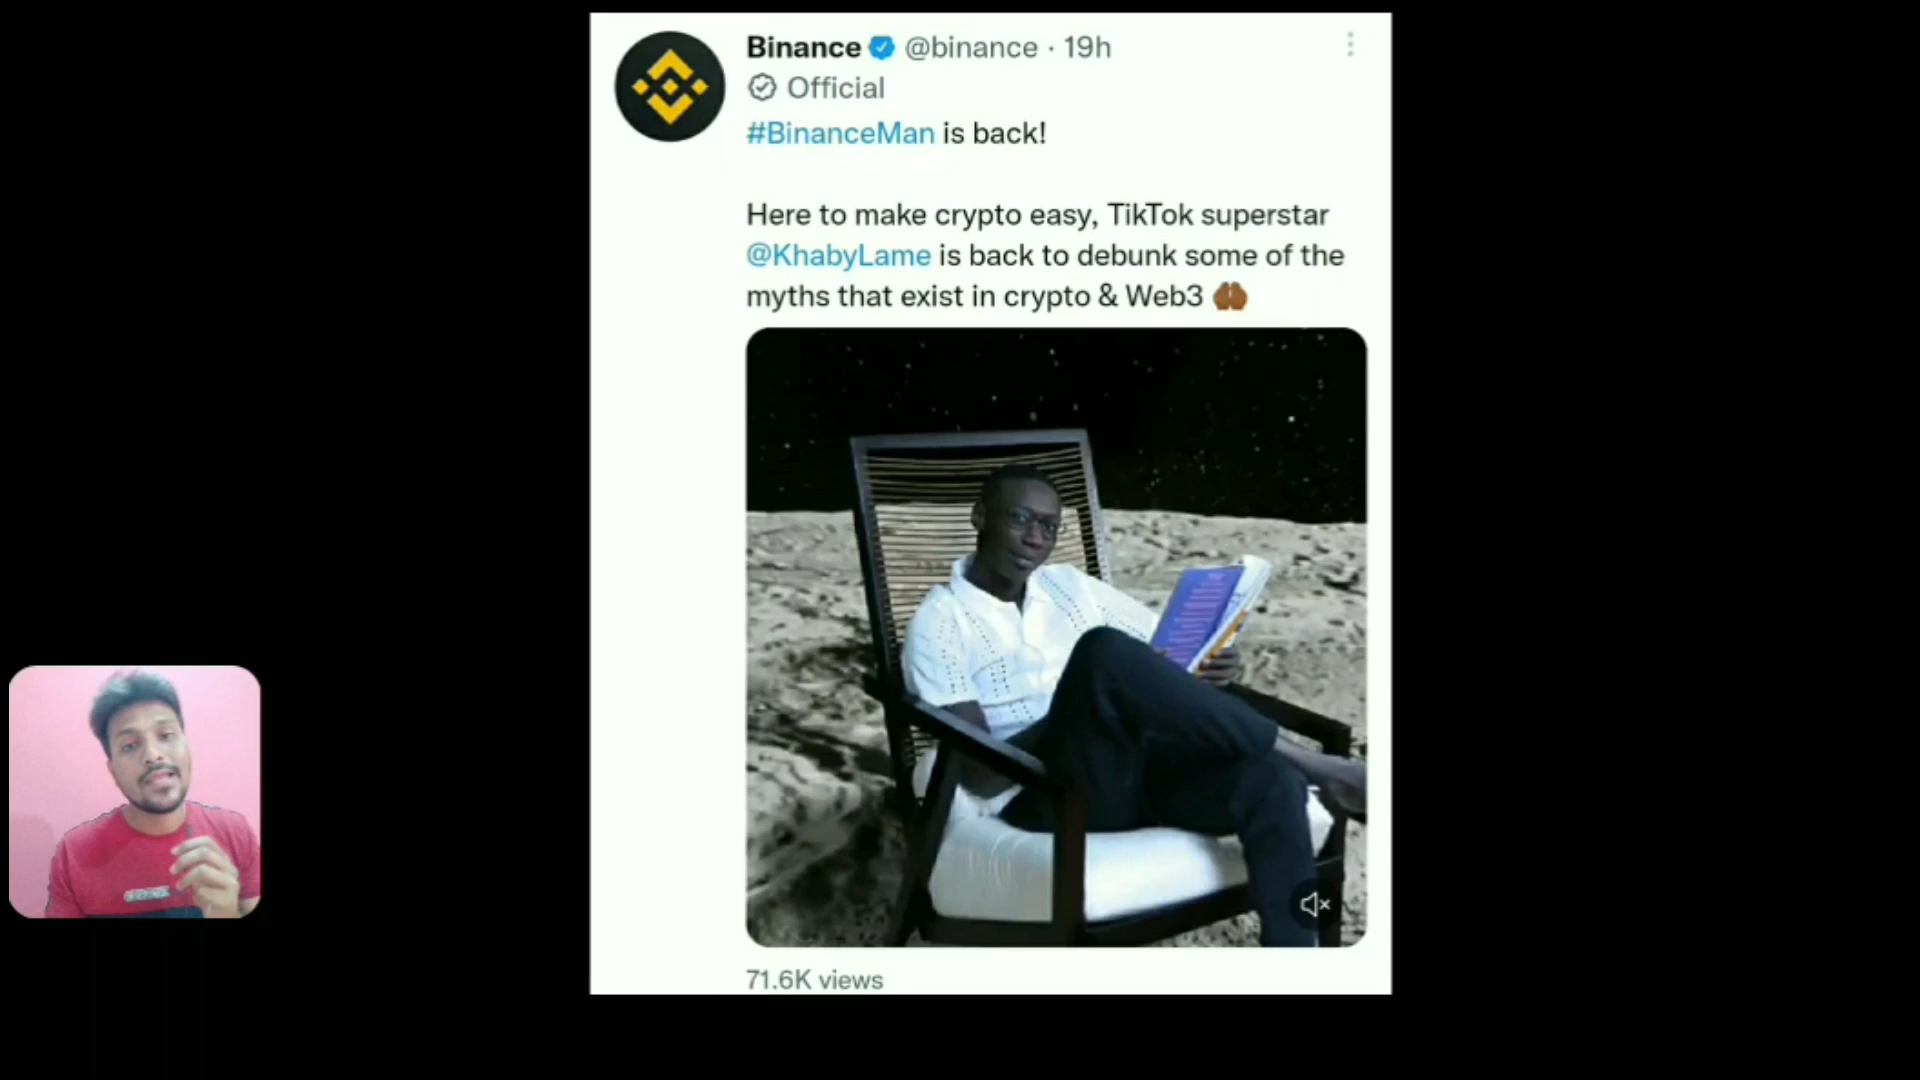 Binance @binance · 19h
Official
#BinanceMan is back!
Here to make crypto easy, TikTok superstar
@KhabyLame is back to debunk some of the
myths that exist in crypto & Web3 🤲🏾
71.6K views